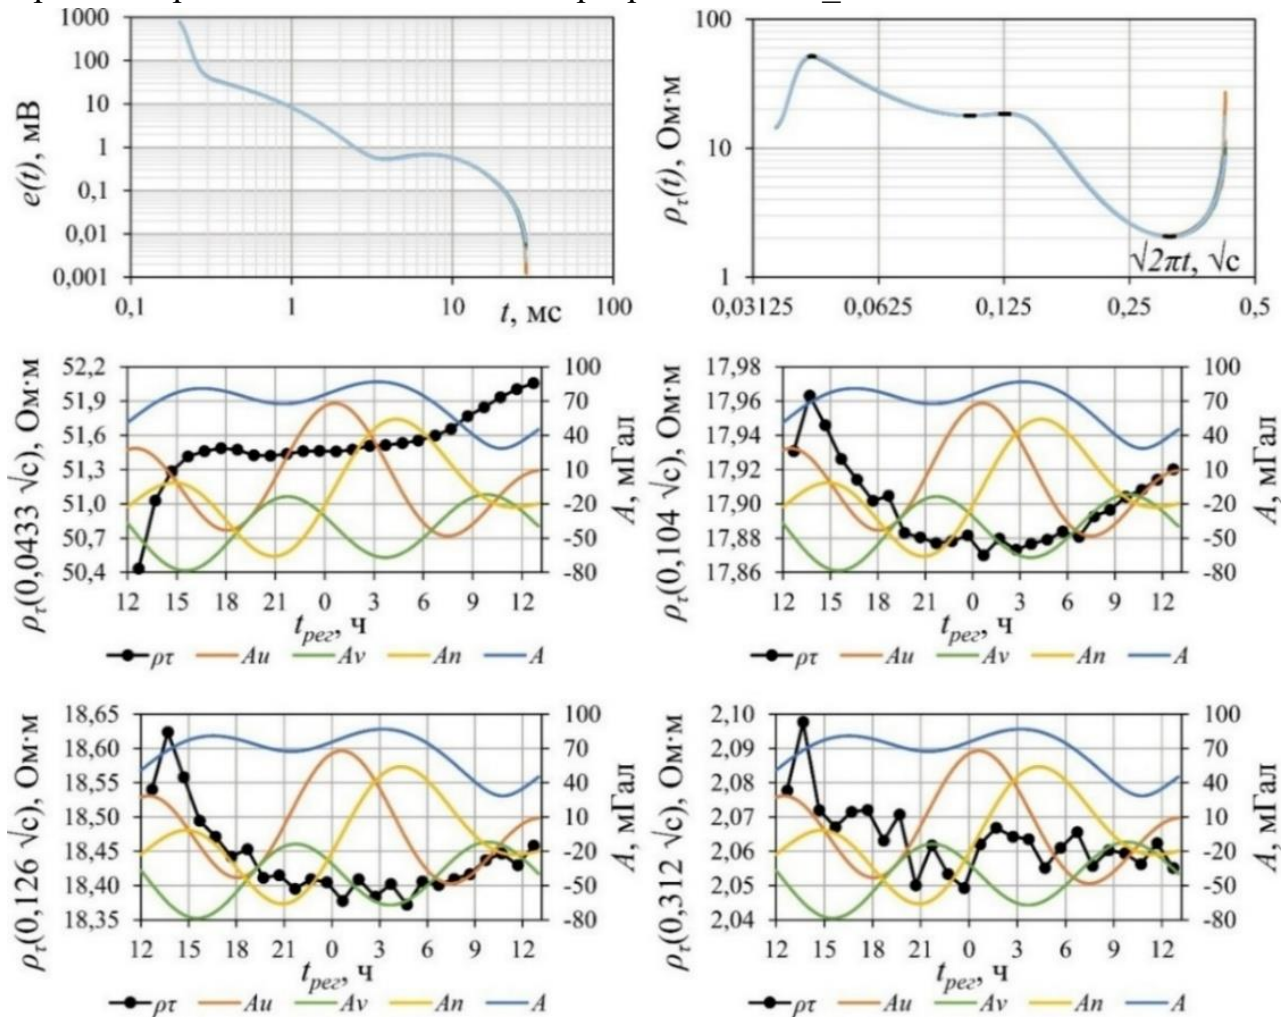 1000
100
10
1
0,1
0,01
0,001
e(t), мВ
0,1 1 10 100
t, мс
100
10
1
ρτ(t), Ом·м
√2πt, √с
0,03125 0,0625 0,125 0,25 0,5
52,2
51,9
51,6
51,3
51,0
50,7
50,4
ρτ(0,0433 √с), Ом·м
100
70
40
10
-20
-50
-80
A, мГал
12 15 18 21 0 3 6 9 12
tрег, ч
ρτ Au Av An A
17,98
17,96
17,94
17,92
17,90
17,88
17,86
ρτ(0,104 √с), Ом·м
100
70
40
10
-20
-50
-80
A, мГал
12 15 18 21 0 3 6 9 12
tрег, ч
ρτ Au Av An A
18,65
18,60
18,55
18,50
18,45
18,40
18,35
ρτ(0,126 √с), Ом·м
100
70
40
10
-20
-50
-80
A, мГал
12 15 18 21 0 3 6 9 12
tрег, ч
ρτ Au Av An A
2,10
2,09
2,08
2,07
2,06
2,05
2,04
ρτ(0,312 √с), Ом·м
100
70
40
10
-20
-50
-80
A, мГал
12 15 18 21 0 3 6 9 12
tрег, ч
ρτ Au Av An A